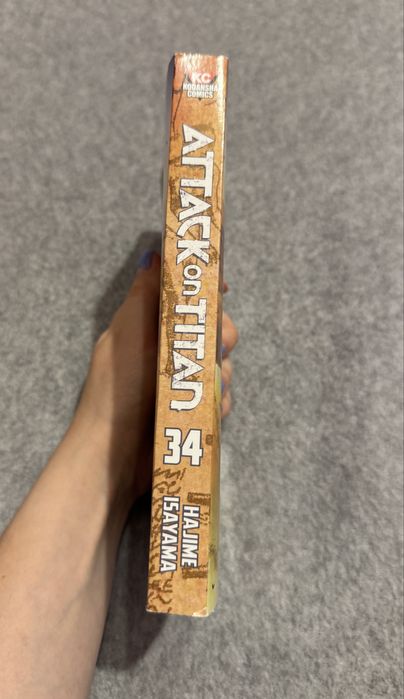 KC
KODANSHA
COMICS
ATTACK on TITAN
34
HAJIME
ISAYAMA